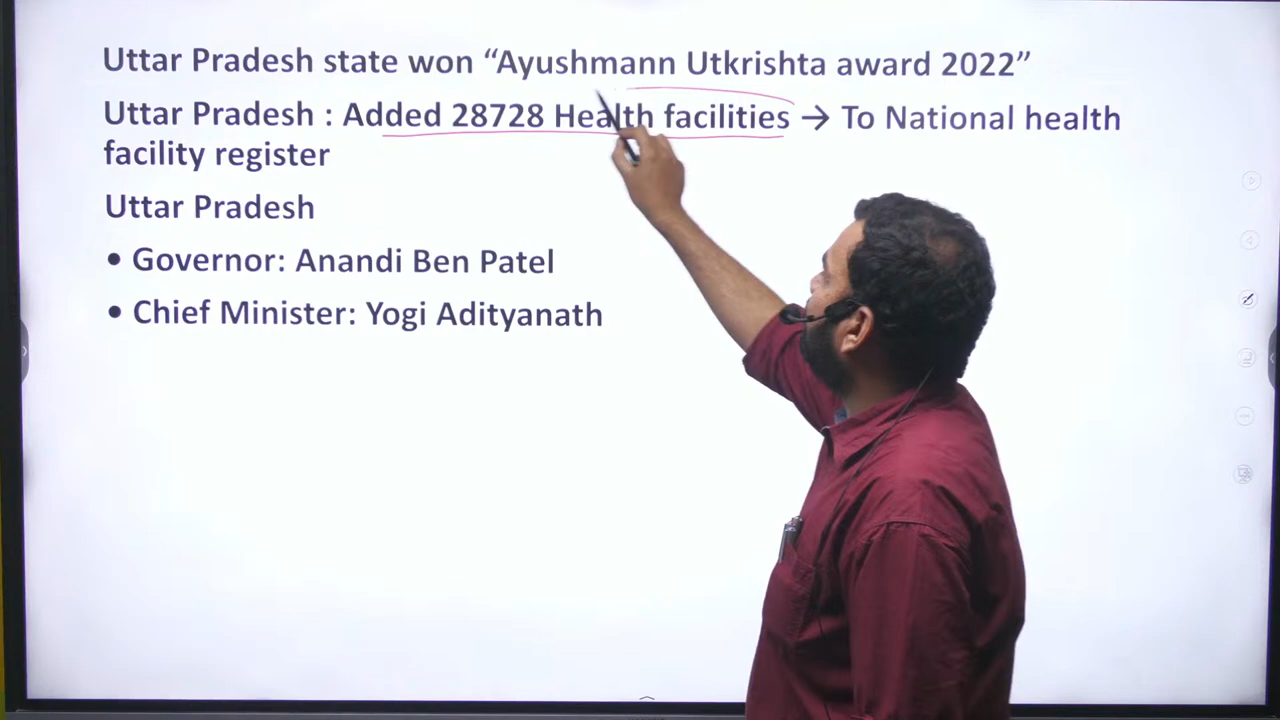 Uttar Pradesh state won “Ayushmann Utkrishta award 2022”
Uttar Pradesh : Added 28728 Health facilities → To National health
facility register
Uttar Pradesh
• Governor: Anandi Ben Patel
• Chief Minister: Yogi Adityanath